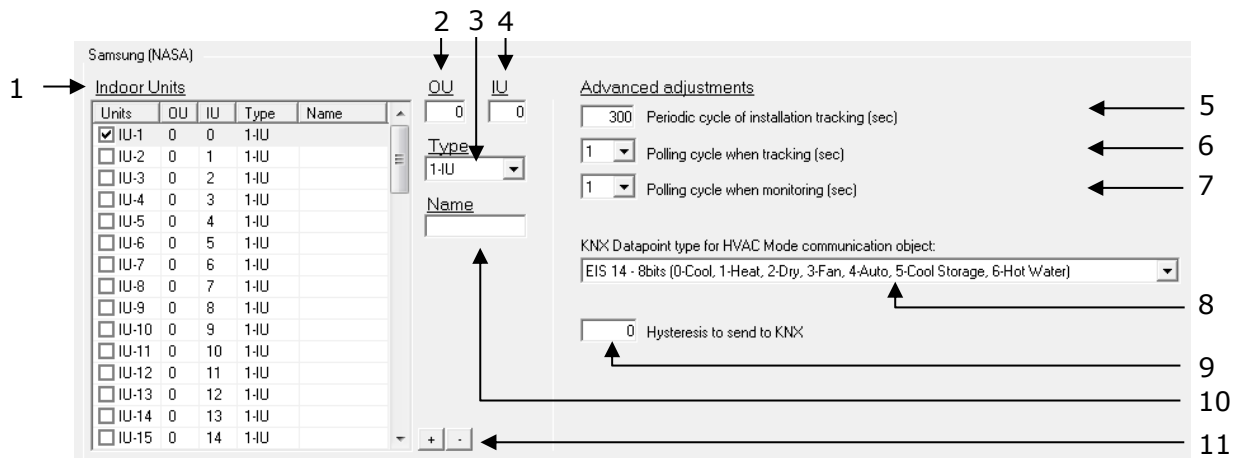 2 3 4
Samsung (NASA)
1 Indoor Units OU IU Advanced adjustments
Units OU IU Type Name 0 0 300 Periodic cycle of installation tracking (sec) 5
IU-1 0 0 1-IU
IU-2 0 1 1-IU Type 1 Polling cycle when tracking (sec) 6
IU-3 0 2 1-IU 1-IU
IU-4 0 3 1-IU 1 Polling cycle when monitoring (sec) 7
IU-5 0 4 1-IU Name
IU-6 0 5 1-IU KNX Datapoint type for HVAC Mode communication object:
IU-7 0 6 1-IU EIS 14 - 8bits (0-Cool, 1-Heat, 2-Dry, 3-Fan, 4-Auto, 5-Cool Storage, 6-Hot Water)
IU-8 0 7 1-IU
IU-9 0 8 1-IU 8
IU-10 0 9 1-IU 0 Hysteresis to send to KNX
IU-11 0 10 1-IU
IU-12 0 11 1-IU 9
IU-13 0 12 1-IU 10
IU-14 0 13 1-IU
IU-15 0 14 1-IU + - 11